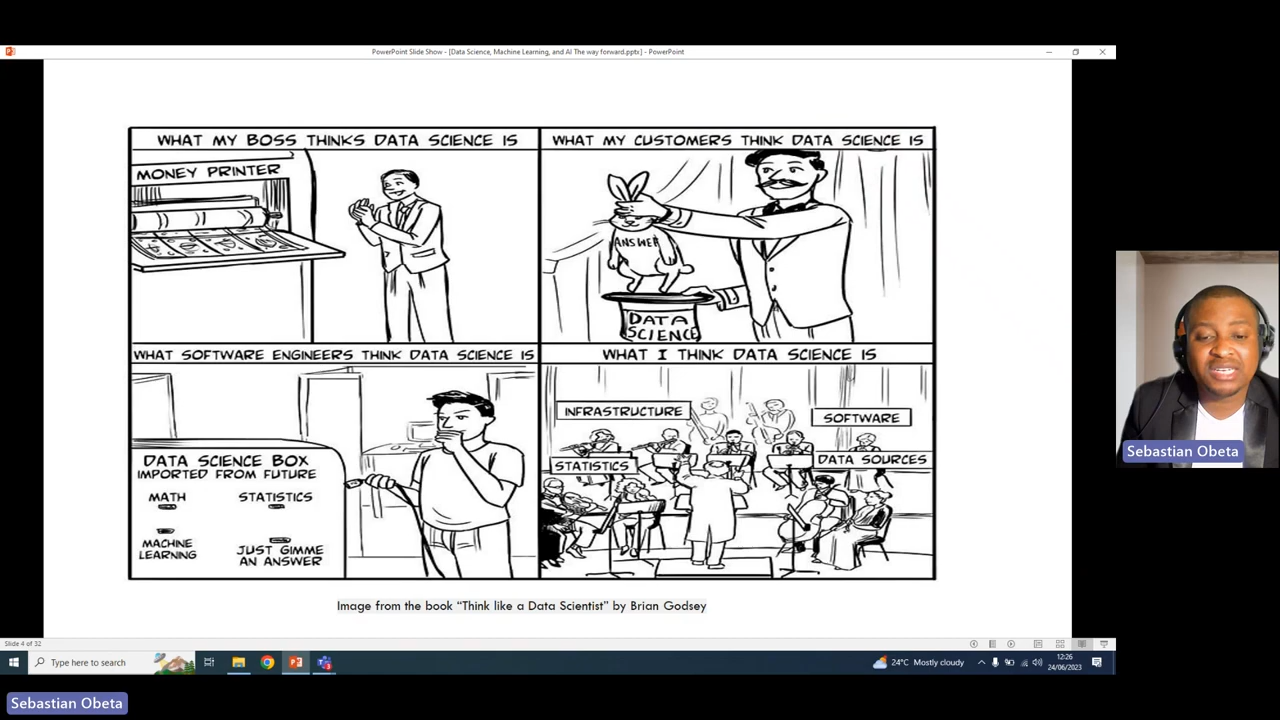 PowerPoint Slide Show - [Data Science, Machine Learning, and AI The way forward.pptx] - PowerPoint
WHAT MY BOSS THINKS DATA SCIENCE IS
MONEY PRINTER
WHAT MY CUSTOMERS THINK DATA SCIENCE IS
ANSWER
DATA
SCIENCE
WHAT SOFTWARE ENGINEERS THINK DATA SCIENCE IS
DATA SCIENCE BOX
IMPORTED FROM FUTURE
MATH STATISTICS
MACHINE
LEARNING
JUST GIMME
AN ANSWER
WHAT I THINK DATA SCIENCE IS
INFRASTRUCTURE
SOFTWARE
STATISTICS
DATA SOURCES
Image from the book “Think like a Data Scientist” by Brian Godsey
Sebastian Obeta
Slide 4 of 32
Type here to search
24°C Mostly cloudy
12:26
24/06/2023
Sebastian Obeta